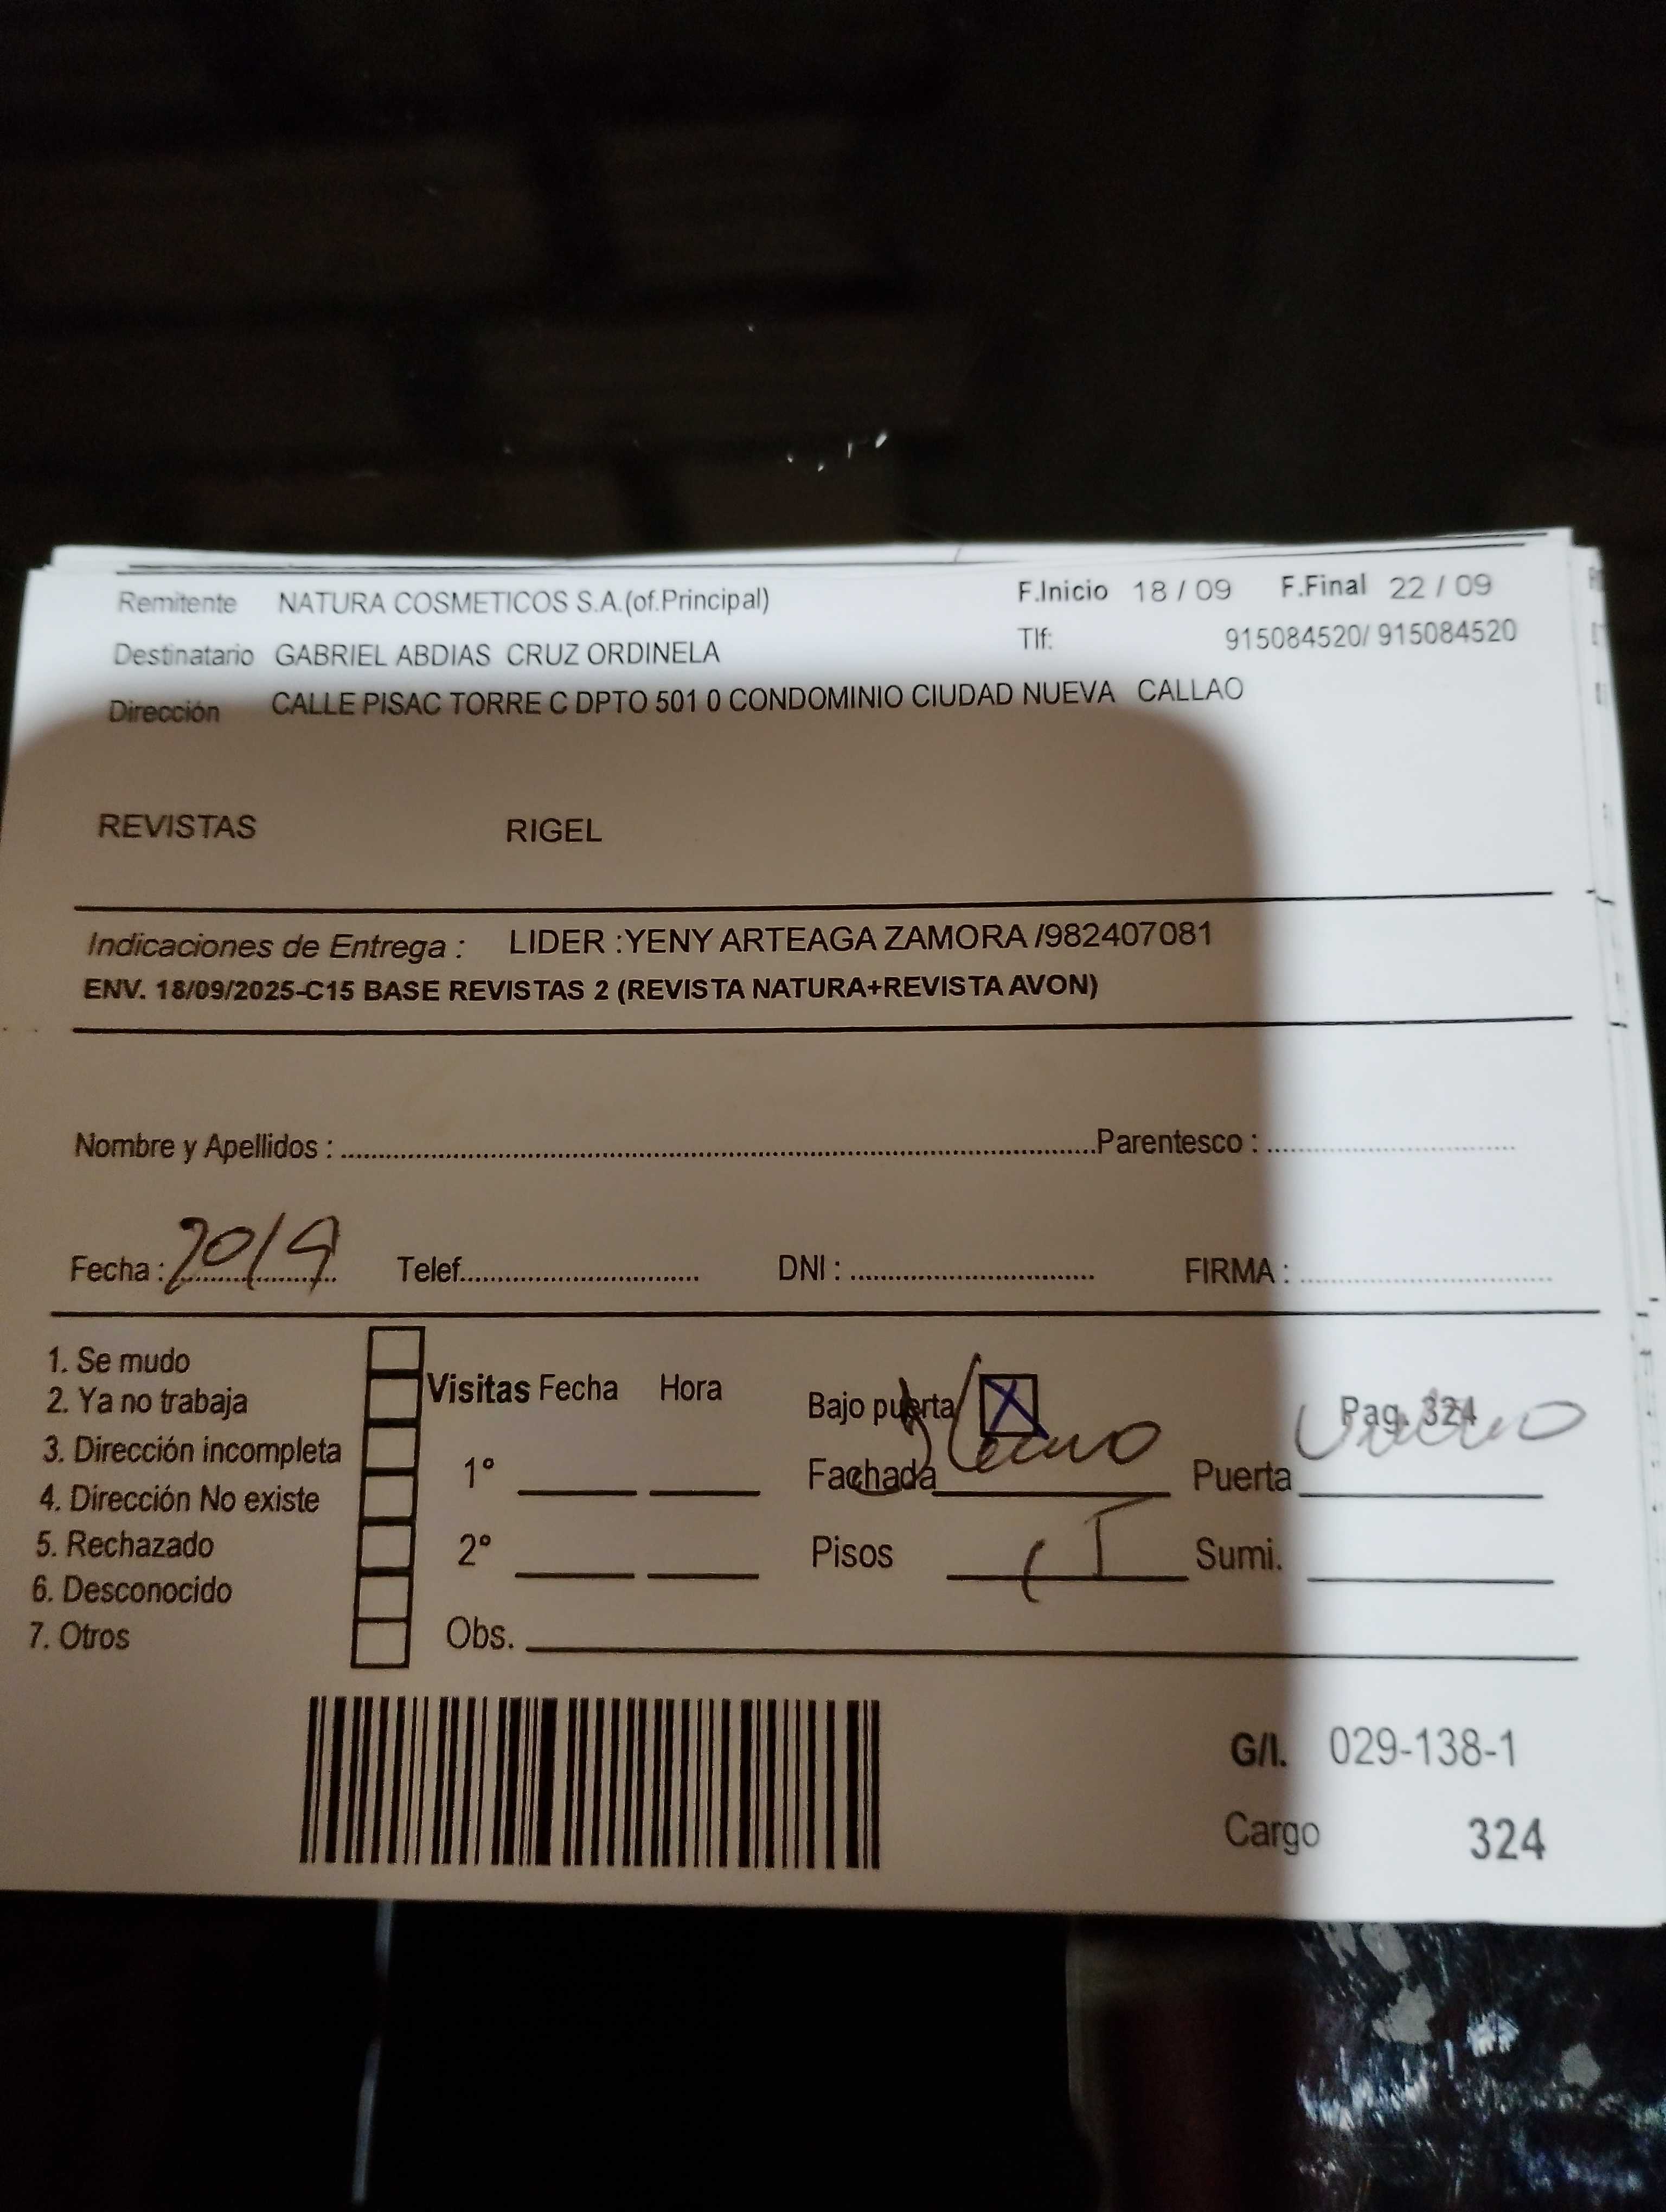 Remitente NATURA COSMETICOS S.A.(of.Principal) F.Inicio 18 / 09 F.Final 22 / 09
Destinatario GABRIEL ABDIAS CRUZ ORDINELA Tlf: 915084520/ 915084520
Dirección CALLE PISAC TORRE C DPTO 501 0 CONDOMINIO CIUDAD NUEVA CALLAO
REVISTAS RIGEL
Indicaciones de Entrega : LIDER :YENY ARTEAGA ZAMORA /982407081
ENV. 18/09/2025-C15 BASE REVISTAS 2 (REVISTA NATURA+REVISTA AVON)
Nombre y Apellidos : Parentesco :
Fecha : 20/9 Telef. DNI : FIRMA :
1. Se mudo
2. Ya no trabaja
3. Dirección incompleta
4. Dirección No existe
5. Rechazado
6. Desconocido
7. Otros
Visitas Fecha Hora
1°
2°
Obs.
Bajo puerta X Pag. 324
Fachada Puerta
Pisos Sumi.
G/I. 029-138-1
Cargo 324